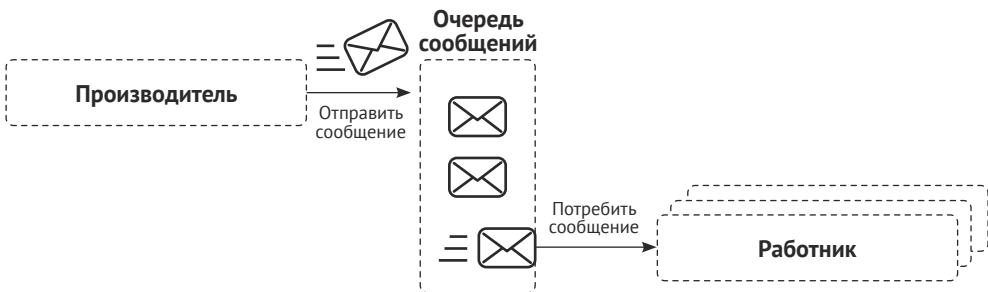 Очередь
сообщений
Производитель
Отправить
сообщение
Потребить
сообщение
Работник